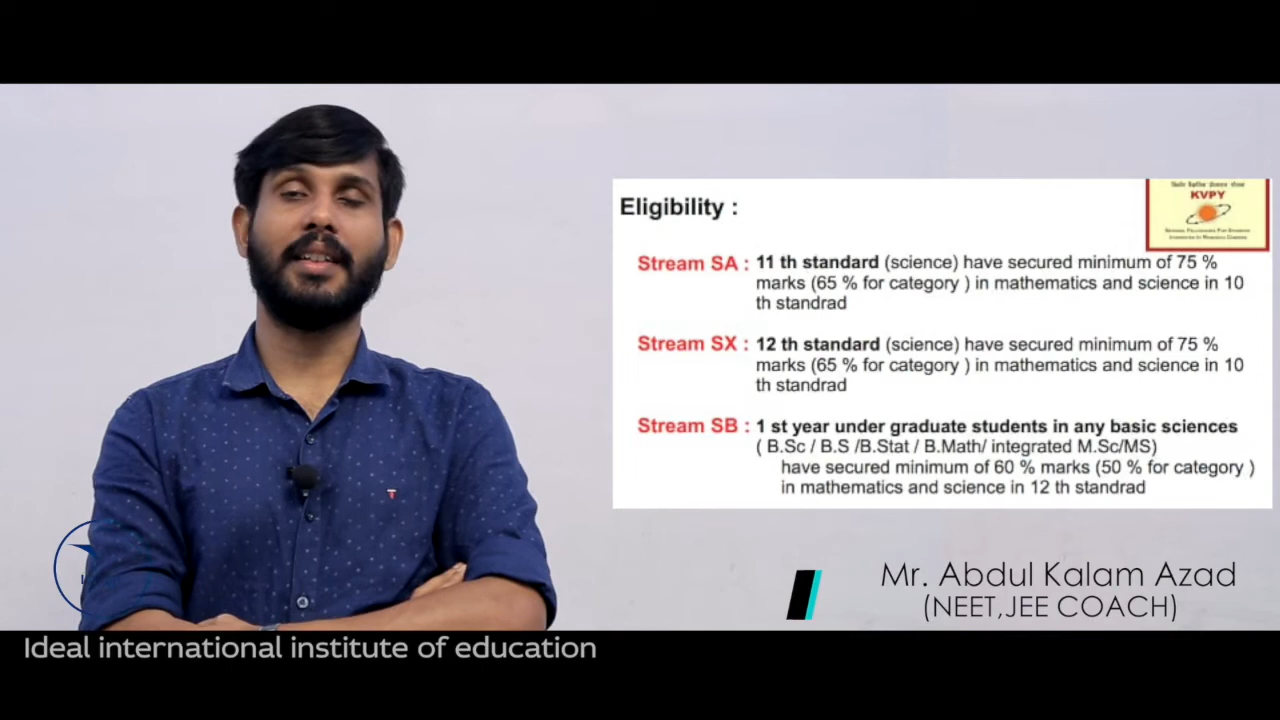 Eligibility :
KVPY
Stream SA : 11 th standard (science) have secured minimum of 75 %
marks (65 % for category ) in mathematics and science in 10
th standrad
Stream SX : 12 th standard (science) have secured minimum of 75 %
marks (65 % for category ) in mathematics and science in 10
th standrad
Stream SB : 1 st year under graduate students in any basic sciences
( B.Sc / B.S /B.Stat / B.Math/ integrated M.Sc/MS)
have secured minimum of 60 % marks (50 % for category )
in mathematics and science in 12 th standrad
Mr. Abdul Kalam Azad
(NEET,JEE COACH)
Ideal international institute of education